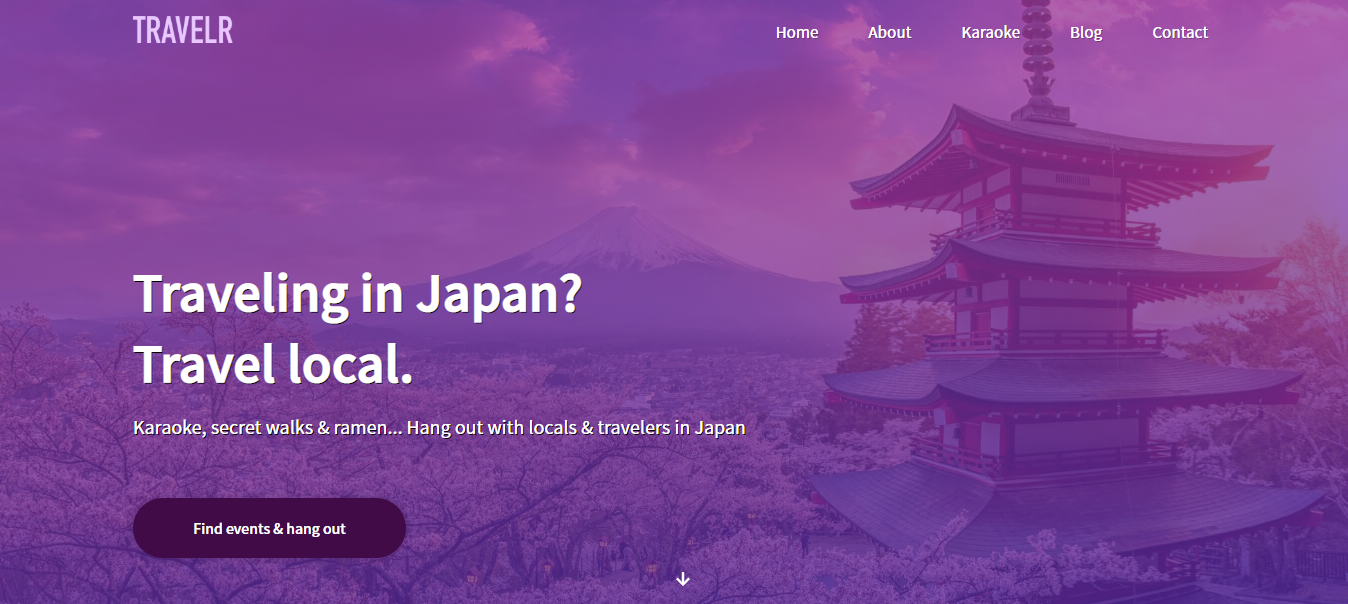 TRAVELR
Home About Karaoke Blog Contact
Traveling in Japan?
Travel local.
Karaoke, secret walks & ramen... Hang out with locals & travelers in Japan
Find events & hang out